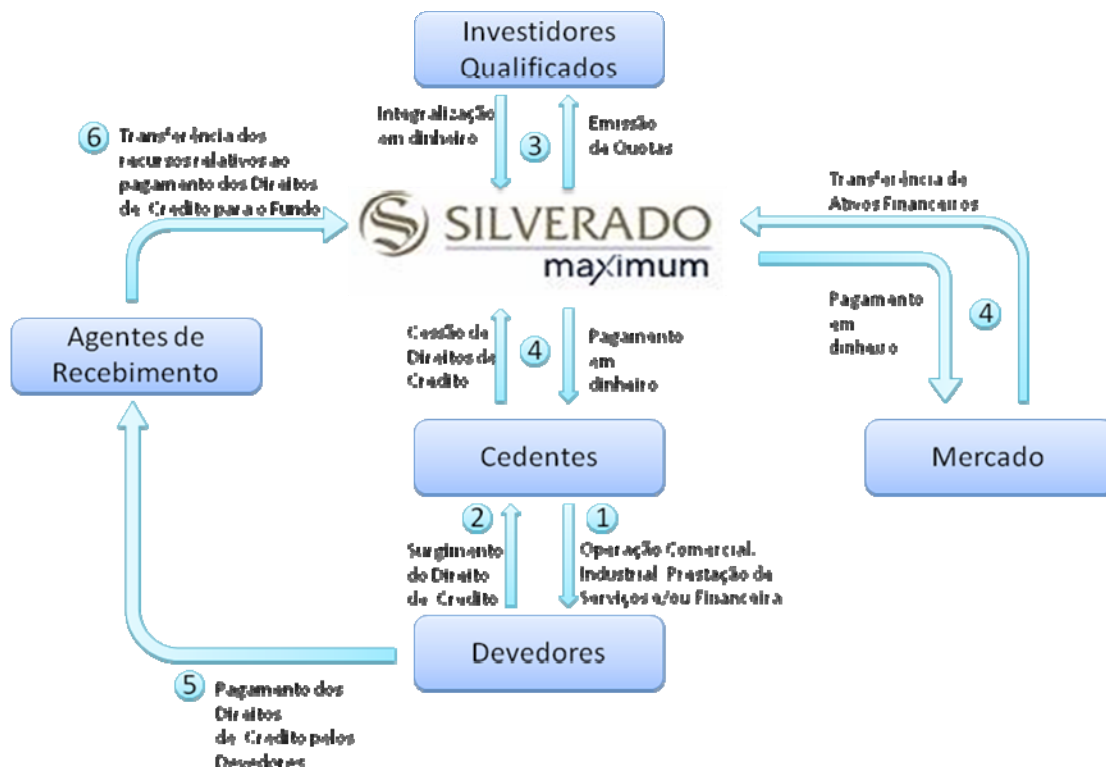 Investidores
Qualificados
Integralização
em dinheiro
3
Emissão
de Quotas
6
Transferência dos
recursos relativos ao
pagamento dos Direitos
de Credito para o Fundo
Transferência de
Ativos Financeiros
S SILVERADO
maximum
Pagamento
em
dinheiro
4
Agentes de
Recebimento
Cessão de
Direitos de
Credito
4
Pagamento
em
dinheiro
Cedentes
Mercado
2
1
Surgimento
do Direito
de Credito
Operação Comercial.
Industrial Prestação de
Serviços e/ou Financeira
Devedores
5
Pagamento dos
Direitos
de Credito pelos
Devedores